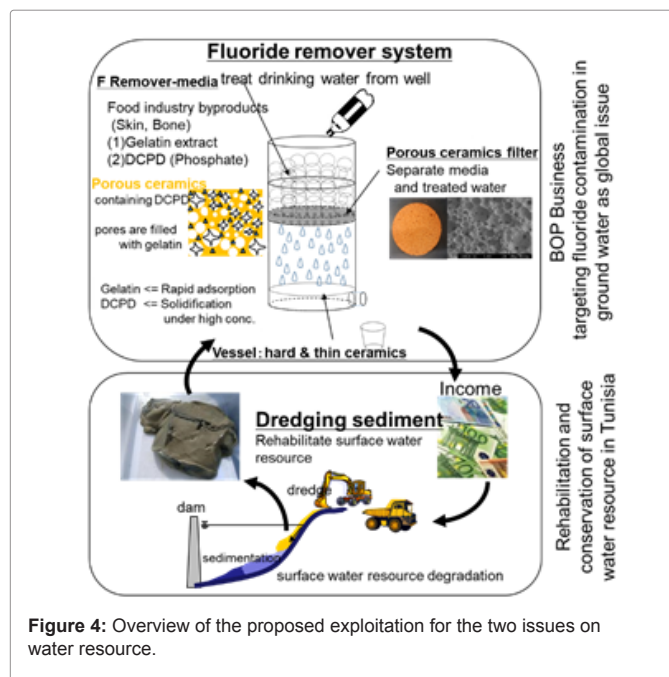 Fluoride remover system
F Remover-media treat drinking water from well
Food industry byproducts
(Skin, Bone)
(1)Gelatin extract
(2)DCPD (Phosphate)
Porous ceramics
containing DCPD
pores are filled
with gelatin
Gelatin <= Rapid adsorption
DCPD <= Solidification
under high conc.
Porous ceramics filter
Separate media
and treated water
Vessel: hard & thin ceramics
BOP Business
targeting fluoride contamination in
ground water as global issue
Income
Dredging sediment
Rehabilitate surface water
resource
dredge
dam
sedimentation
surface water resource degradation
100
Rehabilitation and
conservation of surface
water resource in Tunisia
Figure 4: Overview of the proposed exploitation for the two issues on
water resource.